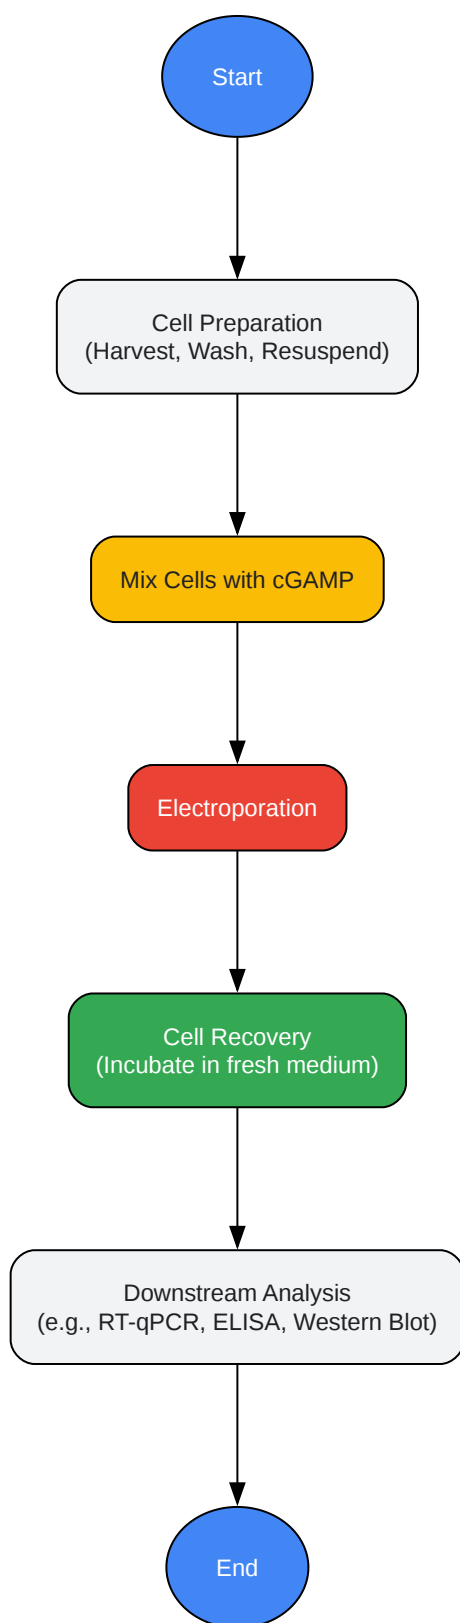 Start
Cell Preparation
(Harvest, Wash, Resuspend)
Mix Cells with cGAMP
Electroporation
Cell Recovery
(Incubate in fresh medium)
Downstream Analysis
(e.g., RT-qPCR, ELISA, Western Blot)
End